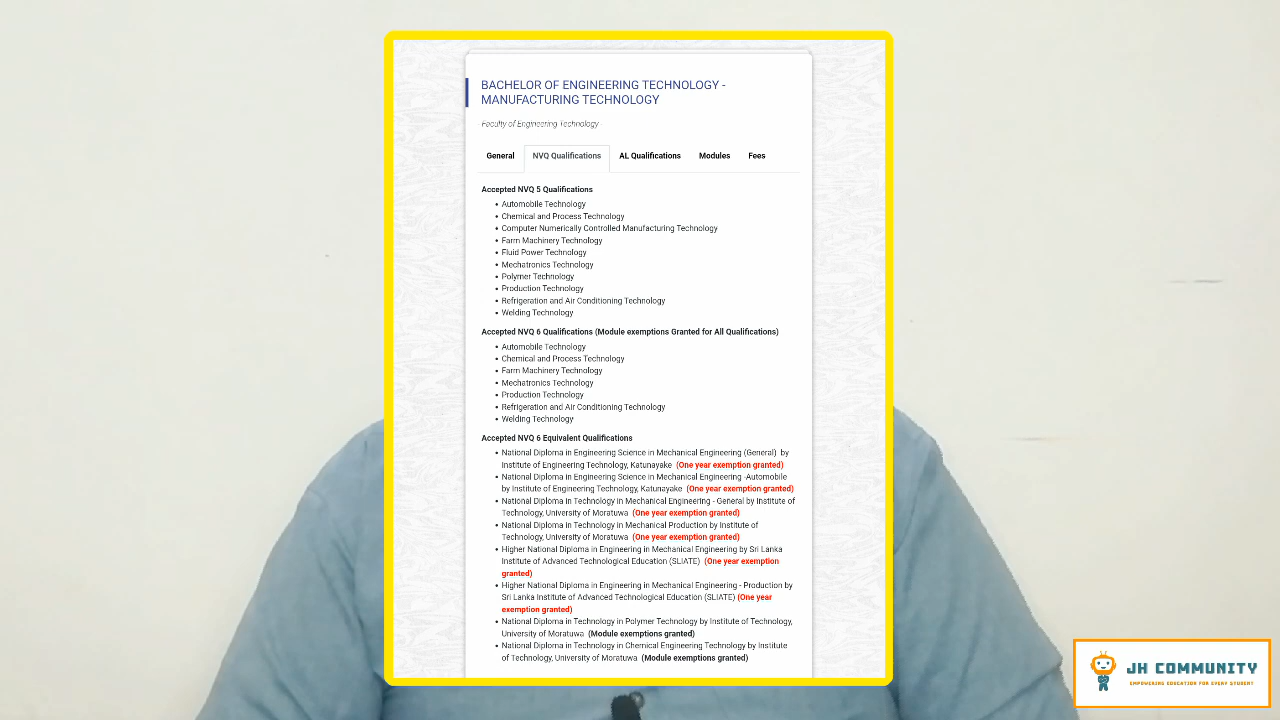 BACHELOR OF ENGINEERING TECHNOLOGY -
MANUFACTURING TECHNOLOGY
- Faculty of Engineering Technology -
General
NVQ Qualifications
AL Qualifications
Modules
Fees
Accepted NVQ 5 Qualifications
• Automobile Technology
• Chemical and Process Technology
• Computer Numerically Controlled Manufacturing Technology
• Farm Machinery Technology
• Fluid Power Technology
• Mechatronics Technology
• Polymer Technology
• Production Technology
• Refrigeration and Air Conditioning Technology
• Welding Technology
Accepted NVQ 6 Qualifications (Module exemptions Granted for All Qualifications)
• Automobile Technology
• Chemical and Process Technology
• Farm Machinery Technology
• Mechatronics Technology
• Production Technology
• Refrigeration and Air Conditioning Technology
• Welding Technology
Accepted NVQ 6 Equivalent Qualifications
• National Diploma in Engineering Science in Mechanical Engineering (General) by
Institute of Engineering Technology, Katunayake (One year exemption granted)
• National Diploma in Engineering Science in Mechanical Engineering -Automobile
by Institute of Engineering Technology, Katunayake (One year exemption granted)
• National Diploma in Technology in Mechanical Engineering - General by Institute of
Technology, University of Moratuwa (One year exemption granted)
• National Diploma in Technology in Mechanical Production by Institute of
Technology, University of Moratuwa (One year exemption granted)
• Higher National Diploma in Engineering in Mechanical Engineering by Sri Lanka
Institute of Advanced Technological Education (SLIATE) (One year exemption
granted)
• Higher National Diploma in Engineering in Mechanical Engineering - Production by
Sri Lanka Institute of Advanced Technological Education (SLIATE) (One year
exemption granted)
• National Diploma in Technology in Polymer Technology by Institute of Technology,
University of Moratuwa (Module exemptions granted)
• National Diploma in Technology in Chemical Engineering Technology by Institute
of Technology, University of Moratuwa (Module exemptions granted)
JH COMMUNITY
EMPOWERING EDUCATION FOR EVERY STUDENT